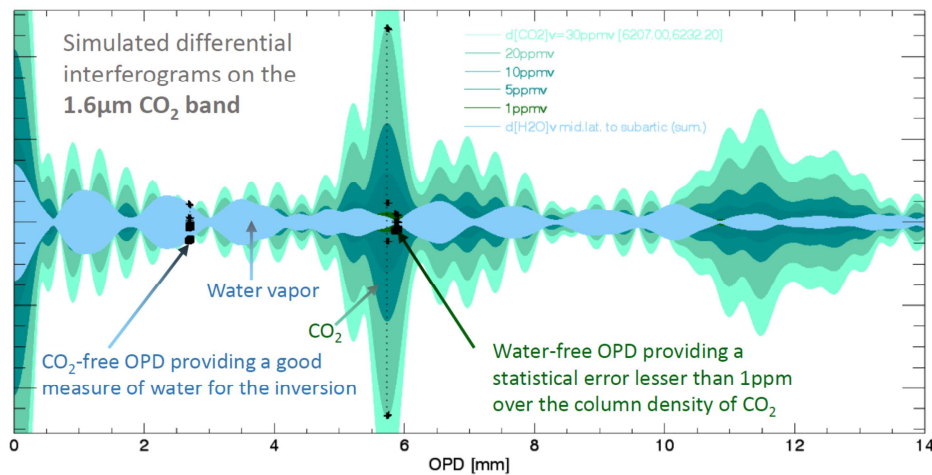 Simulated differential
interferograms on the
1.6µm CO₂ band
d[CO2]v=30ppmv [6207.00,6232.20]
20ppmv
10ppmv
5ppmv
1ppmv
d[H2O]v mid.lat. to subartic (sum.)
Water vapor
CO₂
CO₂-free OPD providing a good
measure of water for the inversion
Water-free OPD providing a
statistical error lesser than 1ppm
over the column density of CO₂
0 2 4 6 8 10 12 14
OPD [mm]